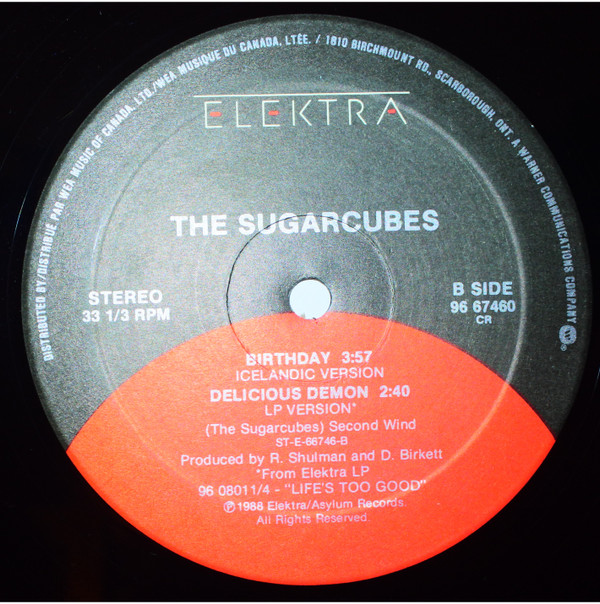 DISTRIBUTED BY/DISTRIBUÉ PAR WEA MUSIC OF CANADA, LTD./WEA MUSIQUE DU CANADA, LTÉE. / 1810 BIRCHMOUNT RD., SCARBOROUGH, ONT. A WARNER COMMUNICATIONS COMPANY
ELEKTRA
THE SUGARCUBES
STEREO
33 1/3 RPM
B SIDE
96 67460
CR
BIRTHDAY 3:57
ICELANDIC VERSION
DELICIOUS DEMON 2:40
LP VERSION*
(The Sugarcubes) Second Wind
ST-E-66746-B
Produced by R. Shulman and D. Birkett
*From Elektra LP
96 08011/4 - "LIFE'S TOO GOOD"
℗ 1988 Elektra/Asylum Records.
All Rights Reserved.